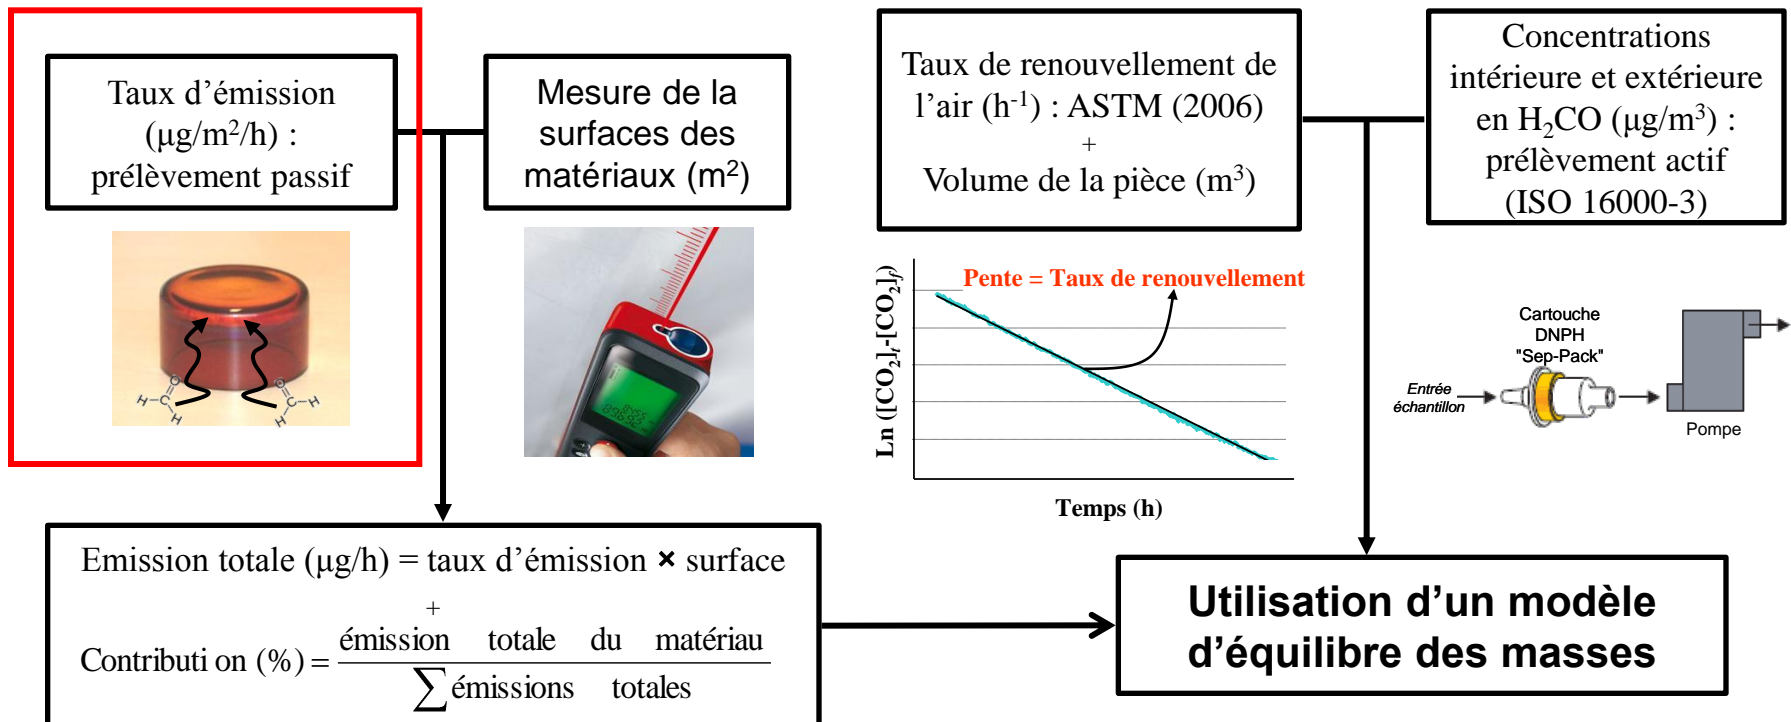 Taux d’émission
(μg/m²/h) :
prélèvement passif
Mesure de la
surfaces des
matériaux (m²)
Taux de renouvellement de
l’air (h⁻¹) : ASTM (2006)
+
Volume de la pièce (m³)
Concentrations
intérieure et extérieure
en H₂CO (μg/m³) :
prélèvement actif
(ISO 16000-3)
H C O H
O C H H
Pente = Taux de renouvellement
Ln ([CO₂]t-[CO₂]f)
Temps (h)
Cartouche
DNPH
"Sep-Pack"
Entrée
échantillon
Pompe
Emission totale (μg/h) = taux d’émission × surface
+
Contributi on (%) = émission totale du matériau
∑ émissions totales
Utilisation d’un modèle
d’équilibre des masses